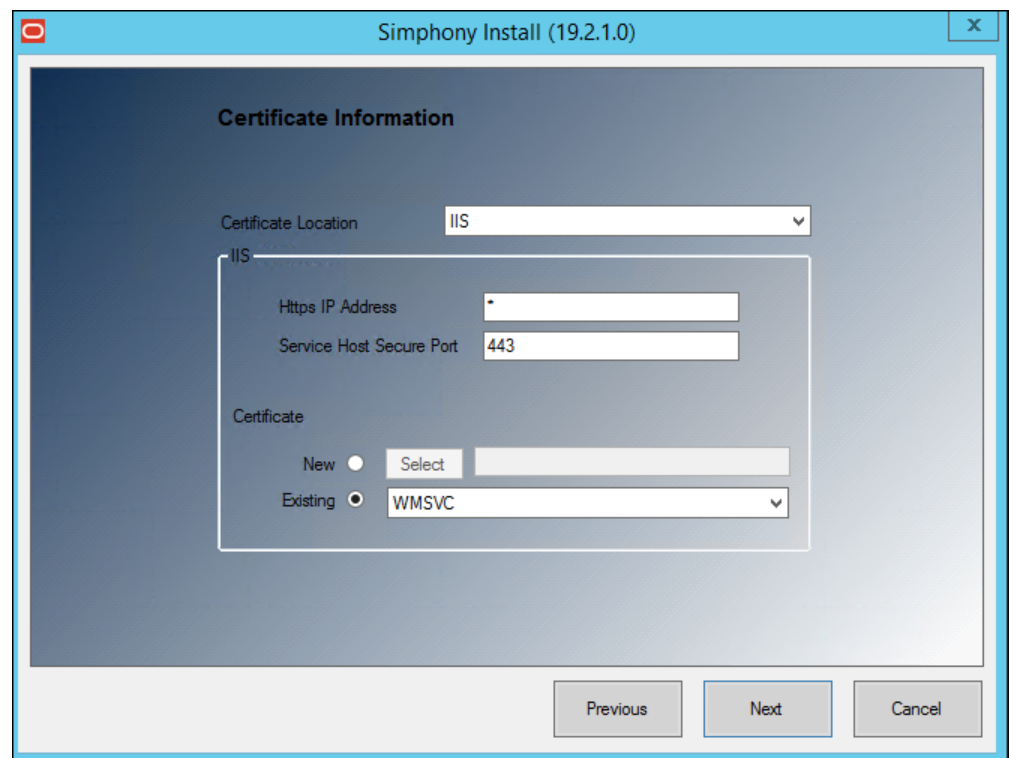 Simphony Install (19.2.1.0)
x
Certificate Information
Certificate Location IIS
IIS
Https IP Address *
Service Host Secure Port 443
Certificate
New Select
Existing WMSVC
Previous Next Cancel